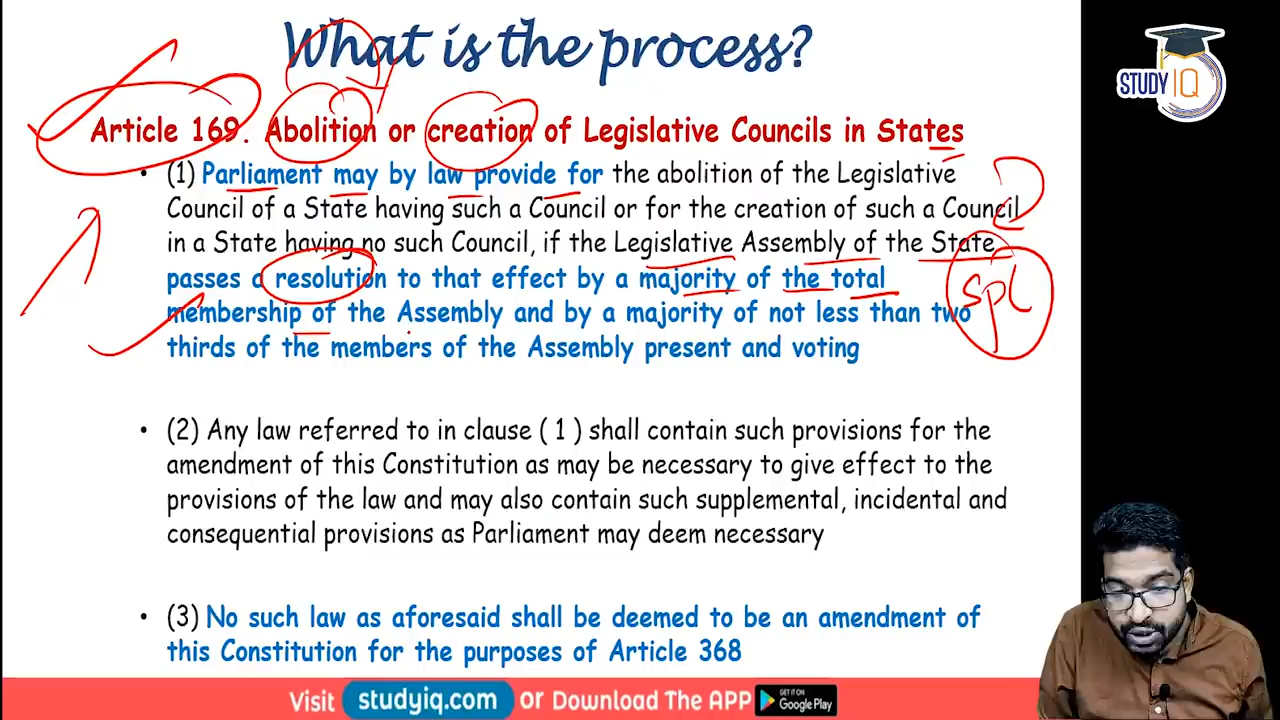 What is the process?
STUDY IQ
Article 169. Abolition or creation of Legislative Councils in States
• (1) Parliament may by law provide for the abolition of the Legislative
Council of a State having such a Council or for the creation of such a Council
in a State having no such Council, if the Legislative Assembly of the State
passes a resolution to that effect by a majority of the total
membership of the Assembly and by a majority of not less than two
thirds of the members of the Assembly present and voting
spl
• (2) Any law referred to in clause ( 1 ) shall contain such provisions for the
amendment of this Constitution as may be necessary to give effect to the
provisions of the law and may also contain such supplemental, incidental and
consequential provisions as Parliament may deem necessary
• (3) No such law as aforesaid shall be deemed to be an amendment of
this Constitution for the purposes of Article 368
Visit studyiq.com or Download The APP GET IT ON Google Play